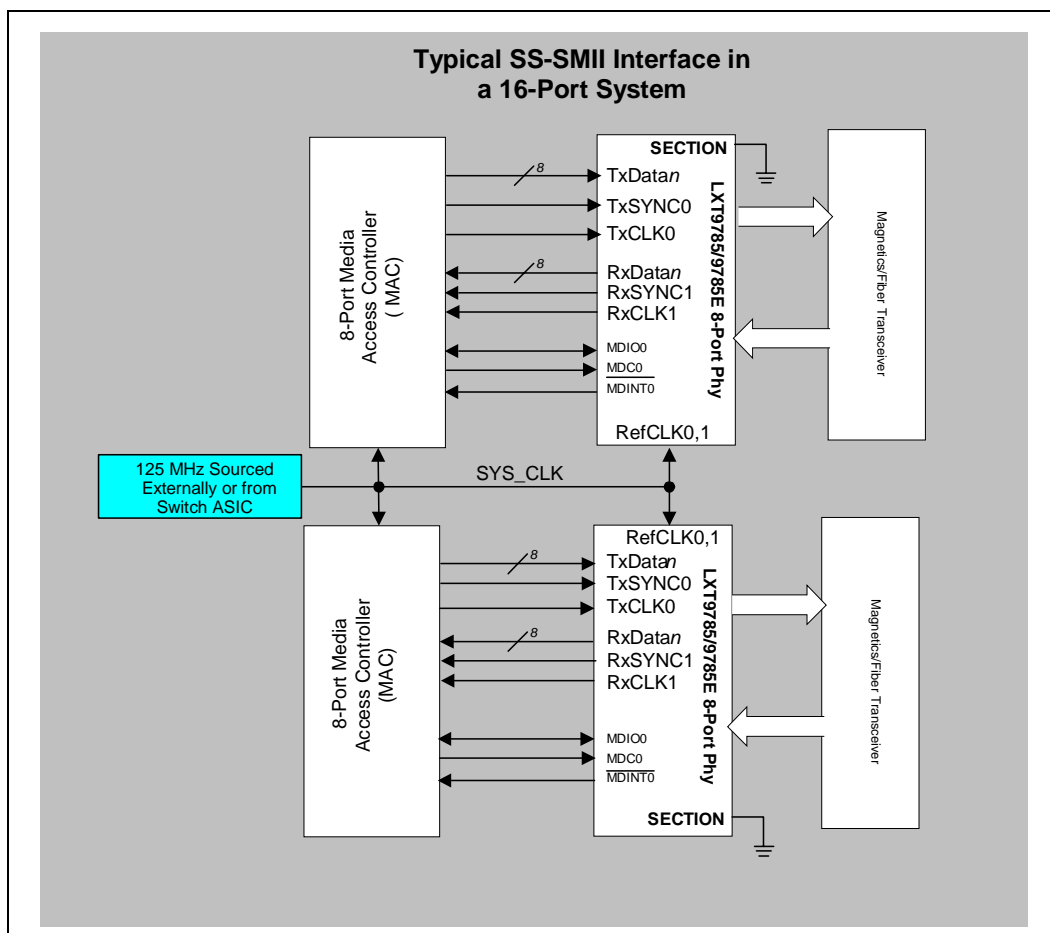 Typical SS-SMII Interface in
a 16-Port System
8-Port Media
Access Controller
( MAC)
8
8
SECTION
TxDatan
TxSYNC0
TxCLK0
RxDatan
RxSYNC1
RxCLK1
MDIO0
MDC0
MDINT0
RefCLK0,1
LXT9785/9785E 8-Port Phy
Magnetics/Fiber Transceiver
125 MHz Sourced
Externally or from
Switch ASIC
SYS_CLK
8-Port Media
Access Controller
(MAC)
8
8
RefCLK0,1
TxDatan
TxSYNC0
TxCLK0
RxDatan
RxSYNC1
RxCLK1
MDIO0
MDC0
MDINT0
SECTION
LXT9785/9785E 8-Port Phy
Magnetics/Fiber Transceiver